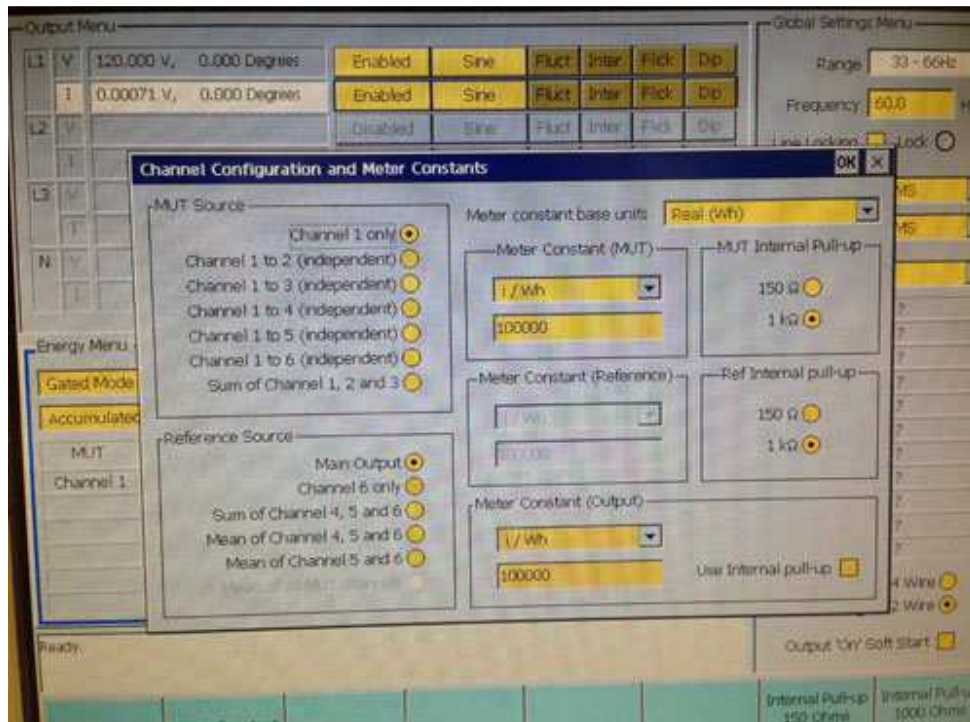 Output Menu
Global Settings Menu
L1 V 120.000 V, 0.000 Degrees Enabled Sine Fluct Inter Flick Dip
Range 33 - 66Hz
I 0.00071 V, 0.800 Degrees Enabled Sine Fluct Inter Flick Dip
Frequency 60.0
L2 V Disabled Sine Fluct Inter Flick Dip
Line Locking Lock
I
L3 V
I
N V
I
MS
MS
Channel Configuration and Meter Constants OK
MUT Source
Channel 1 only
Channel 1 to 2 (independent)
Channel 1 to 3 (independent)
Channel 1 to 4 (independent)
Channel 1 to 5 (independent)
Channel 1 to 6 (independent)
Sum of Channel 1, 2 and 3
Meter constant base units Real (Wh)
Meter Constant (MUT)
i / Wh
100000
MUT Internal Pull-up
150 Ω
1 kΩ
Meter Constant (Reference)
i / Wh
Ref Internal pull-up
150 Ω
1 kΩ
Reference Source
Main Output
Channel 6 only
Sum of Channel 4, 5 and 6
Mean of Channel 4, 5 and 6
Mean of Channel 5 and 6
Meter Constant (Output)
i / Wh
100000
Use Internal pull-up
Energy Menu
Gated Mode
Accumulated
MUT
Channel 1
?
?
?
?
?
?
?
?
?
4 Wire
2 Wire
Output 'On' Soft Start
Ready.
Internal Pull-up
150 Ohms
Internal Pull-u
1000 Ohms